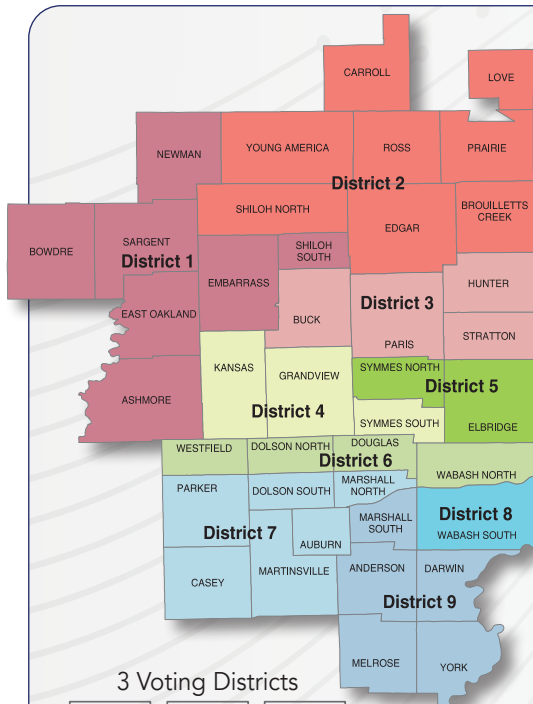 CARROLL
LOVE
NEWMAN
YOUNG AMERICA
ROSS
PRAIRIE
District 2
SHILOH NORTH
BROUILLETTS
CREEK
EDGAR
BOWDRE
SARGENT
District 1
SHILOH
SOUTH
EMBARRASS
HUNTER
District 3
EAST OAKLAND
BUCK
PARIS
STRATTON
KANSAS
GRANDVIEW
SYMMES NORTH
District 5
ASHMORE
District 4
SYMMES SOUTH
ELBRIDGE
WESTFIELD
DOLSON NORTH
DOUGLAS
District 6
WABASH NORTH
PARKER
DOLSON SOUTH
MARSHALL
NORTH
District 7
MARSHALL
SOUTH
District 8
WABASH SOUTH
AUBURN
CASEY
MARTINSVILLE
ANDERSON
DARWIN
District 9
MELROSE
YORK
3 Voting Districts